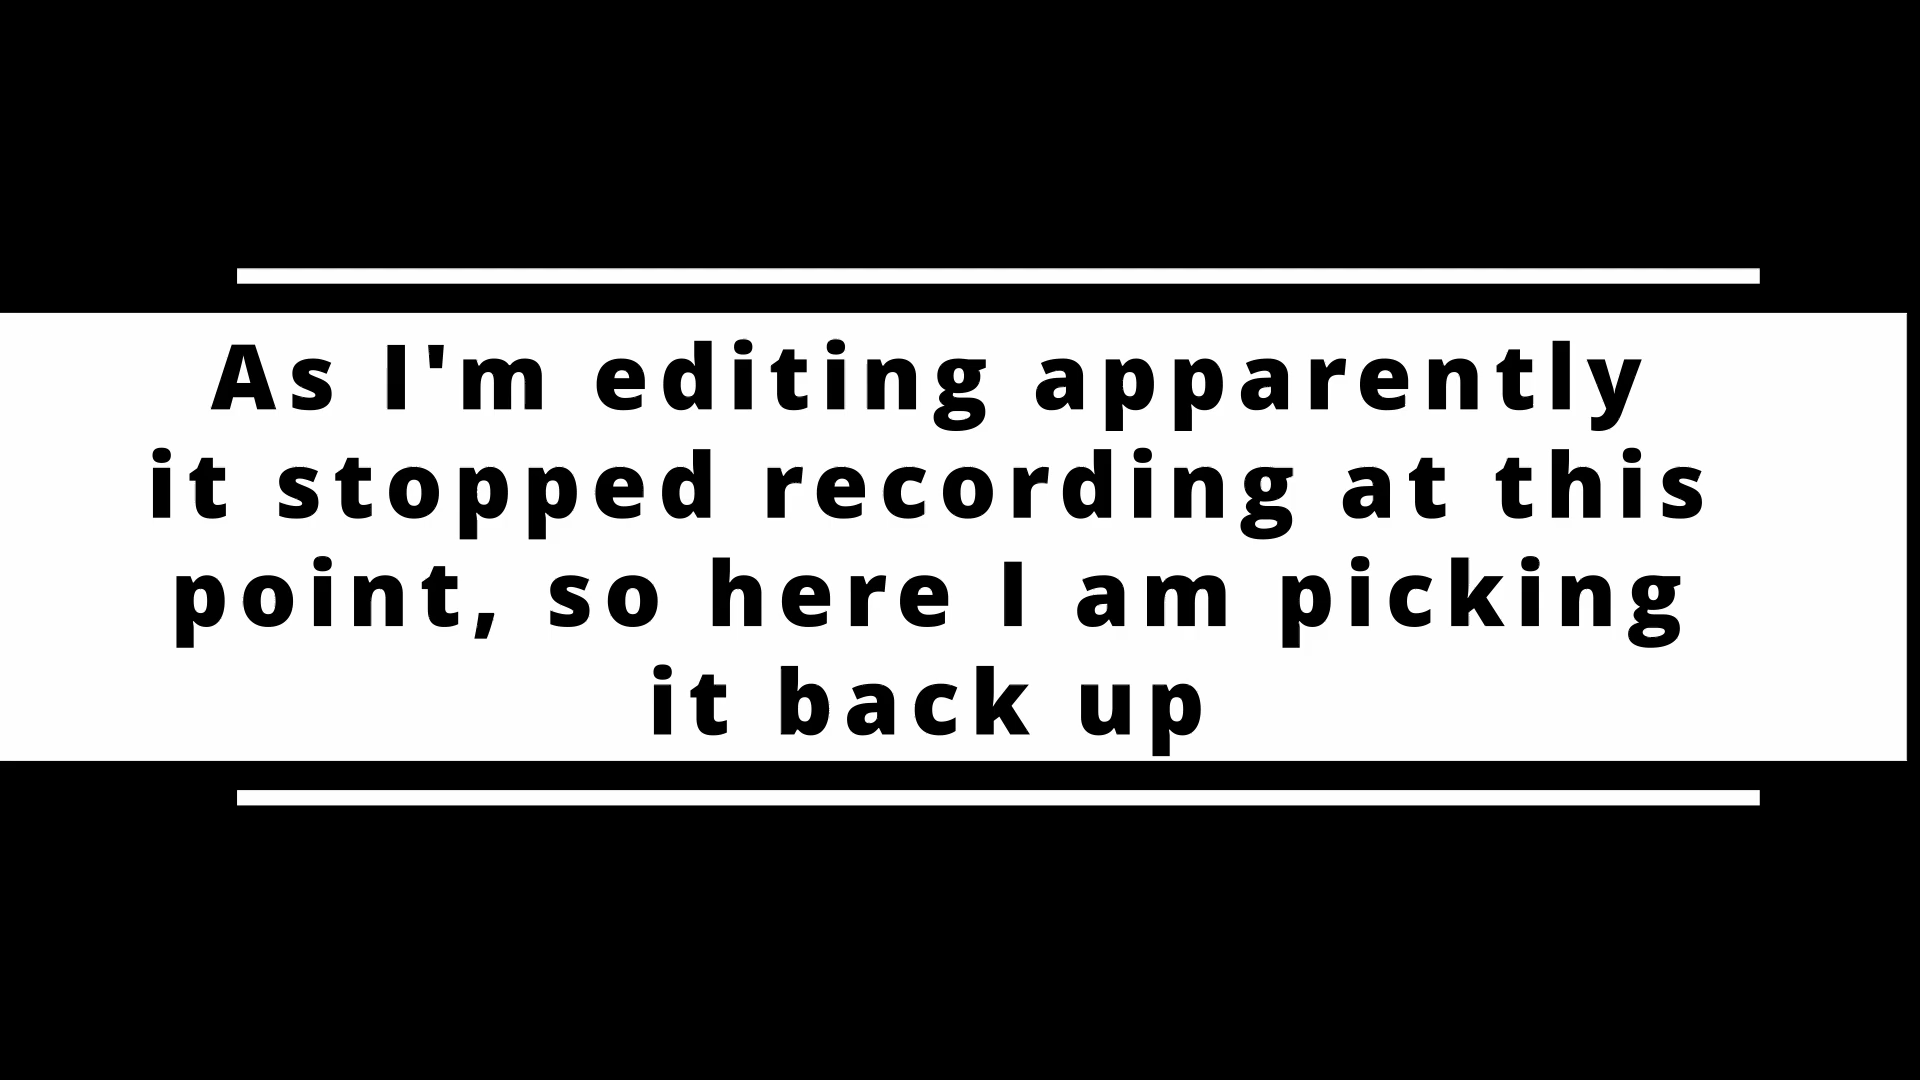 As I'm editing apparently
it stopped recording at this
point, so here I am picking
it back up